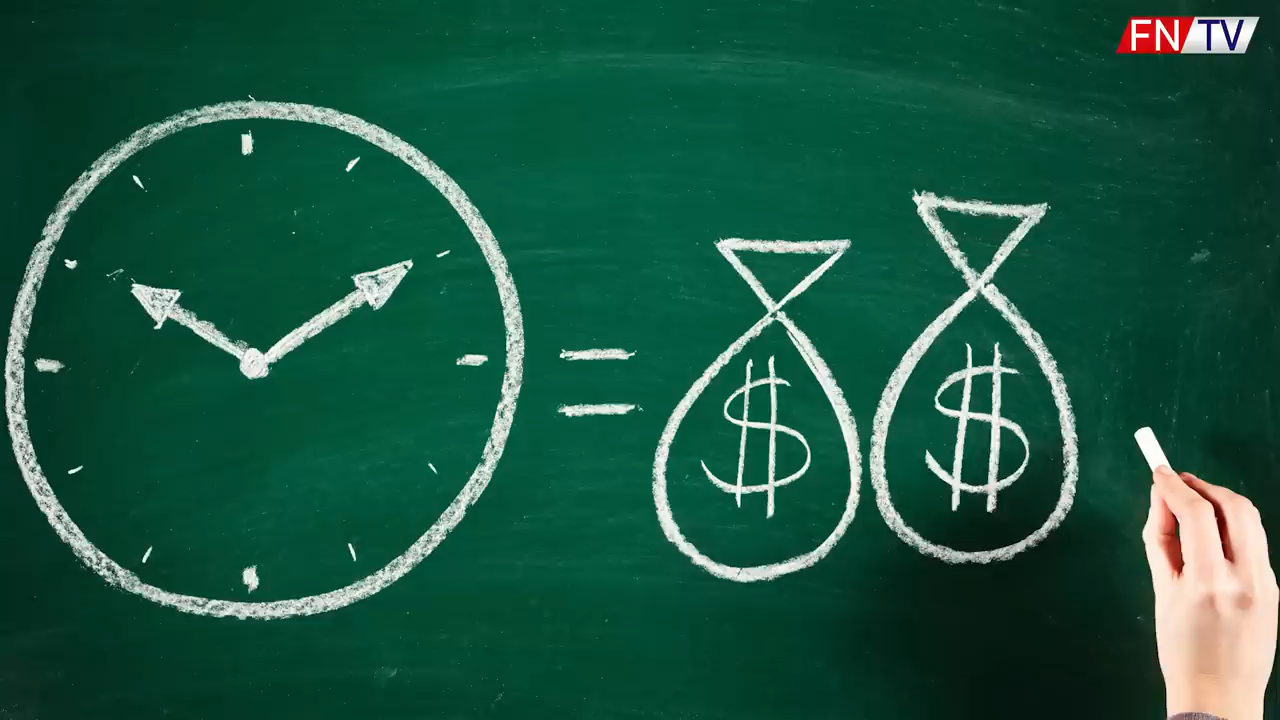 FN/TV
=
$ $